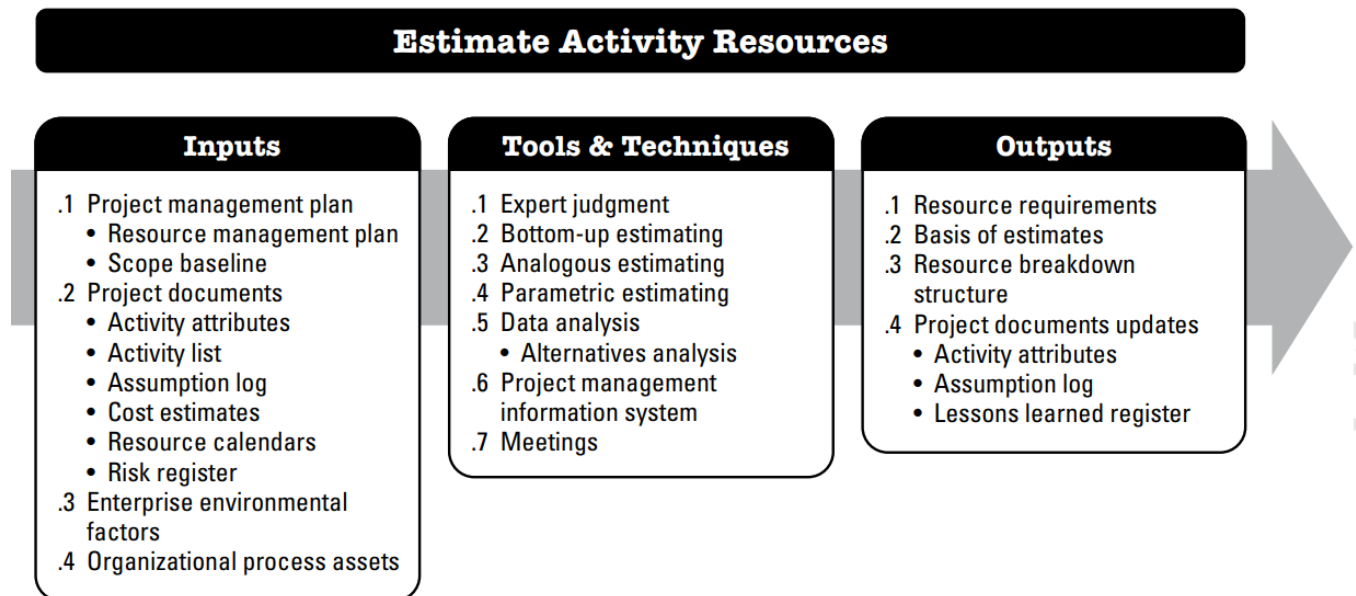 Estimate Activity Resources
Inputs
.1 Project management plan
• Resource management plan
• Scope baseline
.2 Project documents
• Activity attributes
• Activity list
• Assumption log
• Cost estimates
• Resource calendars
• Risk register
.3 Enterprise environmental
factors
.4 Organizational process assets
Tools & Techniques
.1 Expert judgment
.2 Bottom-up estimating
.3 Analogous estimating
.4 Parametric estimating
.5 Data analysis
• Alternatives analysis
.6 Project management
information system
.7 Meetings
Outputs
.1 Resource requirements
.2 Basis of estimates
.3 Resource breakdown
structure
.4 Project documents updates
• Activity attributes
• Assumption log
• Lessons learned register